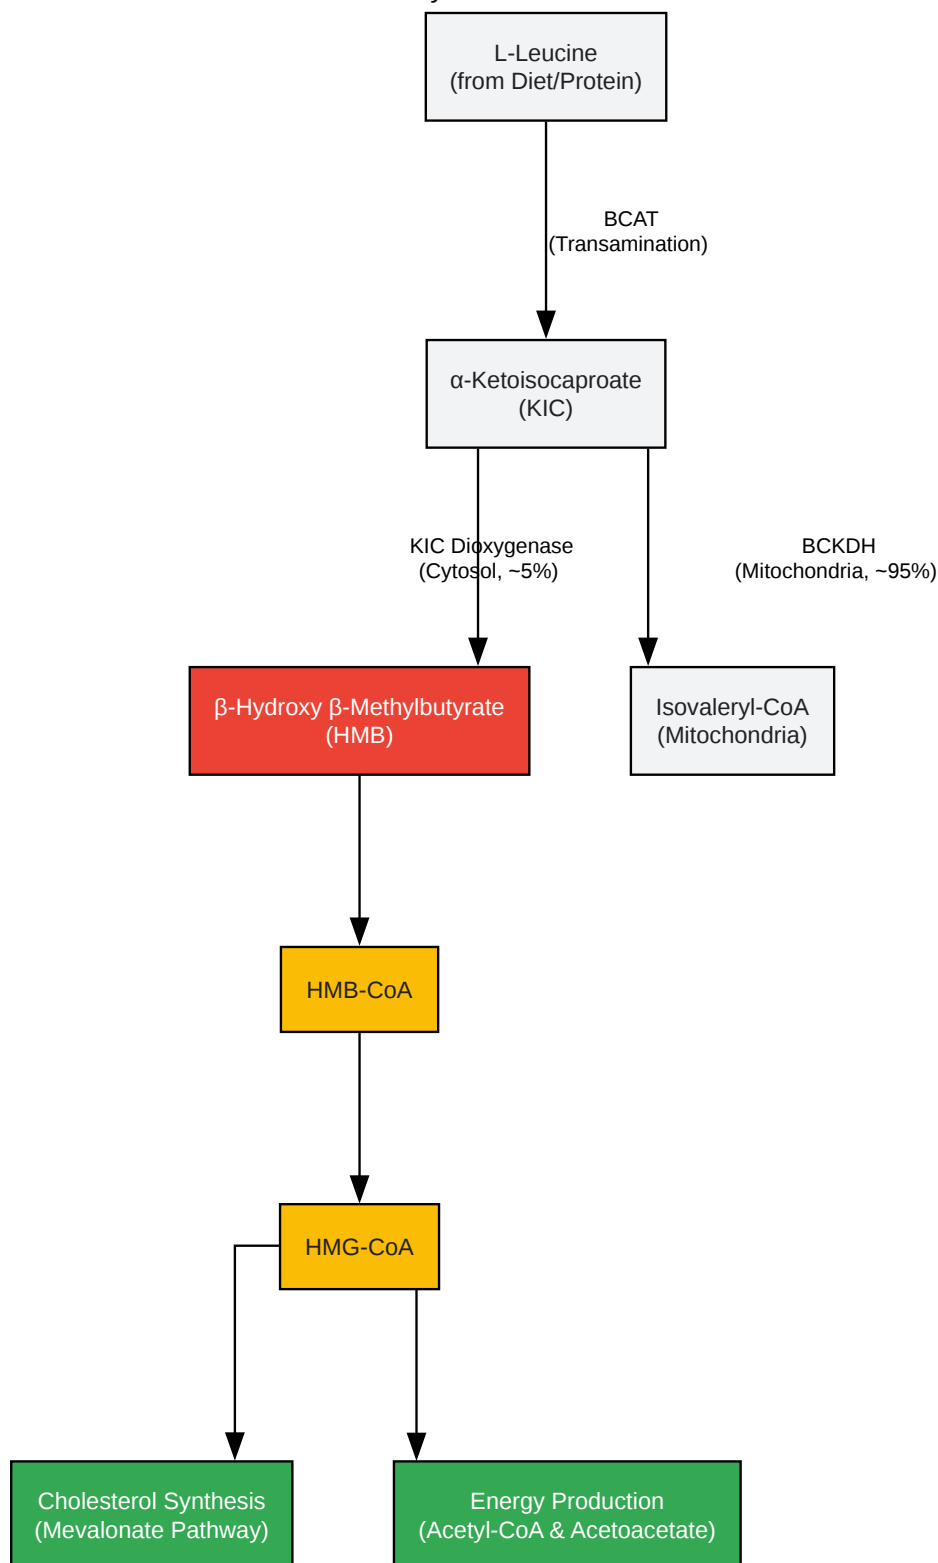 L-Leucine
(from Diet/Protein)
BCAT
(Transamination)
α-Ketoisocaproate
(KIC)
KIC Dioxygenase
(Cytosol, ~5%)
BCKDH
(Mitochondria, ~95%)
β-Hydroxy β-Methylbutyrate
(HMB)
Isovaleryl-CoA
(Mitochondria)
HMB-CoA
HMG-CoA
Cholesterol Synthesis
(Mevalonate Pathway)
Energy Production
(Acetyl-CoA & Acetoacetate)